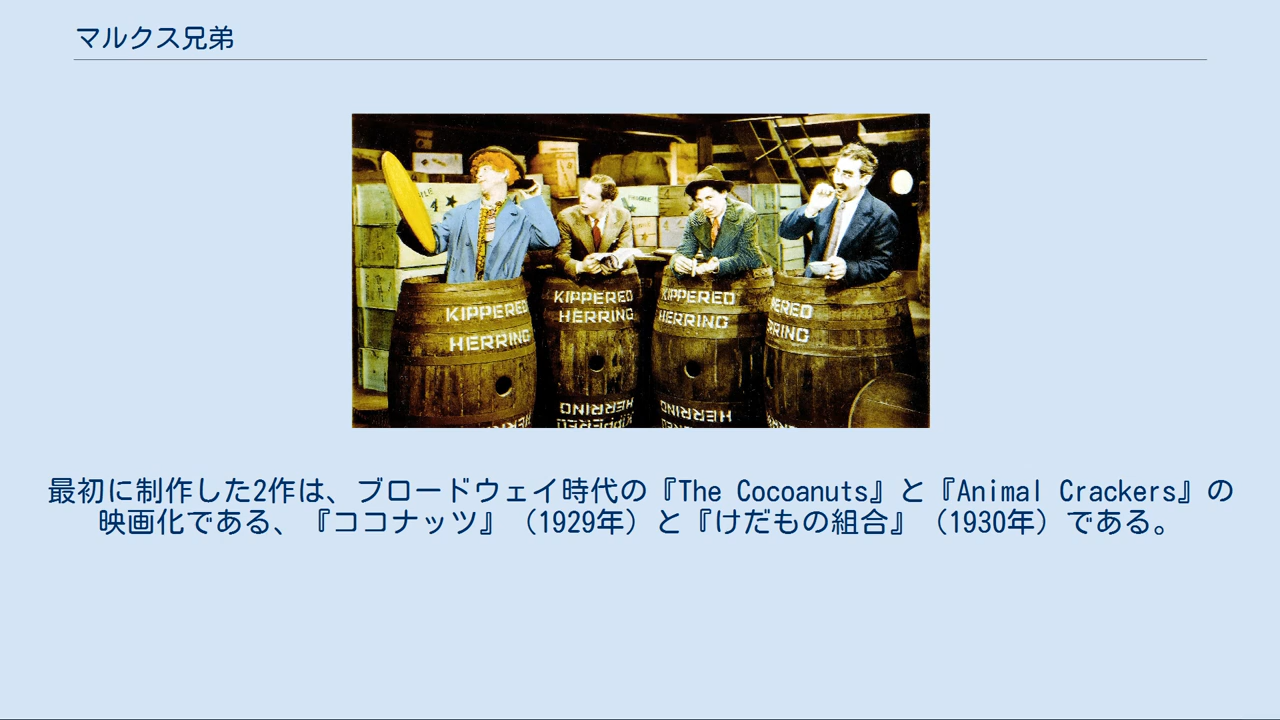 マルクス兄弟
KIPPERED
HERRING
KIPPERED
HERRING
KIPPERED
HERRING
HERRING
KIPPERED
HERRING
最初に制作した2作は、ブロードウェイ時代の『The Cocoanuts』と『Animal Crackers』の
映画化である、『ココナッツ』（1929年）と『けだもの組合』（1930年）である。